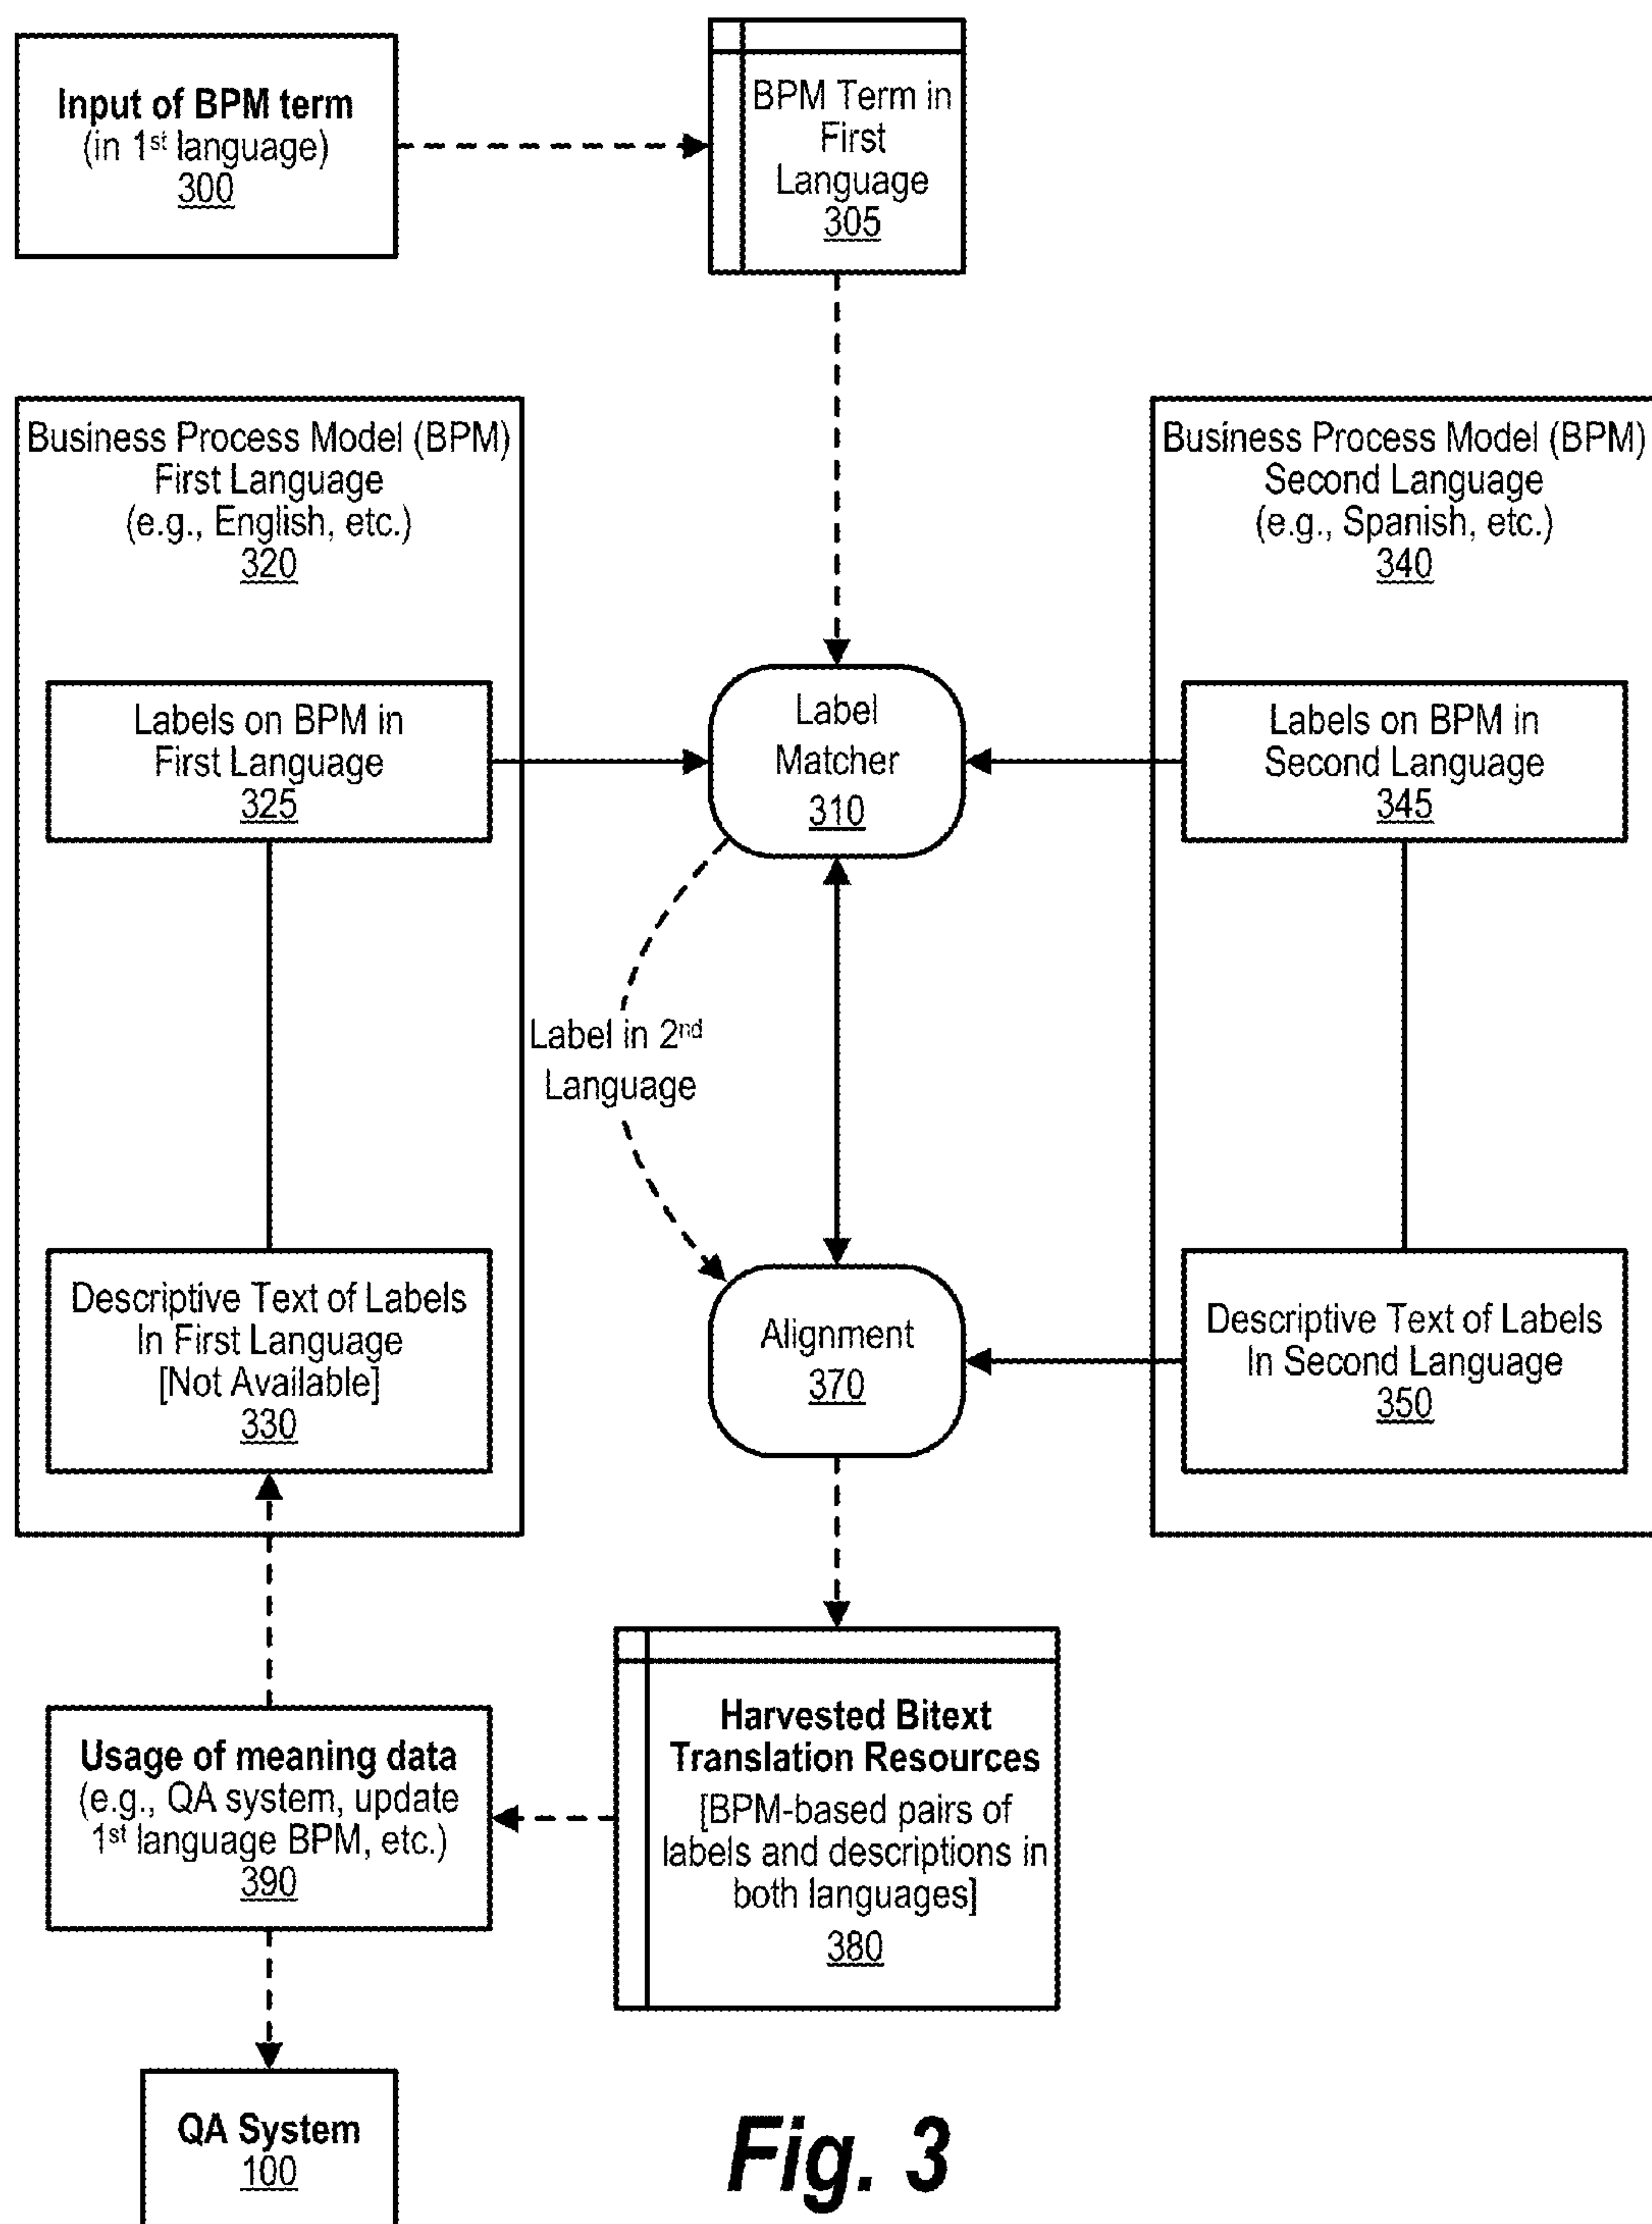 Input of BPM term
(in 1st language)
300
BPM Term in
First
Language
305
Business Process Model (BPM)
First Language
(e.g., English, etc.)
320
Business Process Model (BPM)
Second Language
(e.g., Spanish, etc.)
340
Labels on BPM in
First Language
325
Label
Matcher
310
Labels on BPM in
Second Language
345
Label in 2nd
Language
Descriptive Text of Labels
In First Language
[Not Available]
330
Alignment
370
Descriptive Text of Labels
In Second Language
350
Usage of meaning data
(e.g., QA system, update
1st language BPM, etc.)
390
Harvested Bitext
Translation Resources
[BPM-based pairs of
labels and descriptions in
both languages]
380
QA System
100
Fig. 3